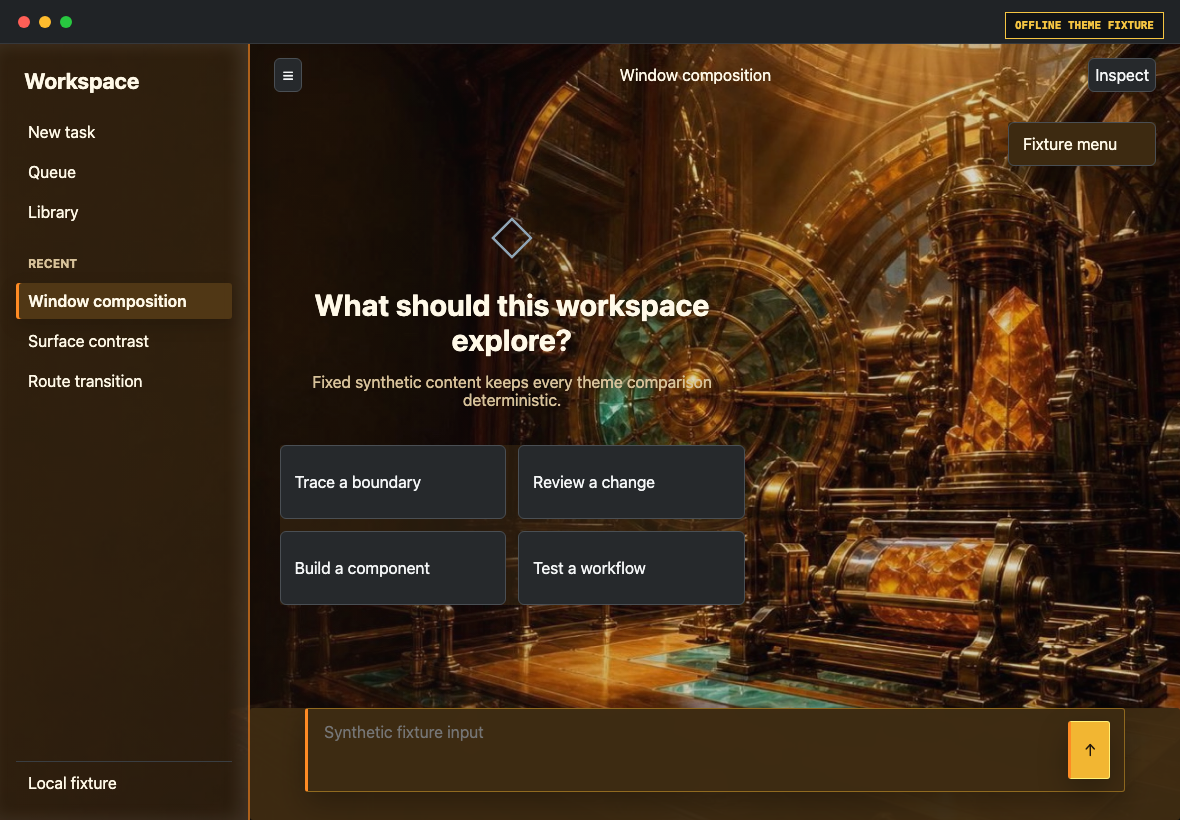 OFFLINE THEME FIXTURE
Workspace
New task
Queue
Library
RECENT
Window composition
Surface contrast
Route transition
Local fixture
Window composition
Inspect
Fixture menu
What should this workspace
explore?
Fixed synthetic content keeps every theme comparison
deterministic.
Trace a boundary
Review a change
Build a component
Test a workflow
Synthetic fixture input